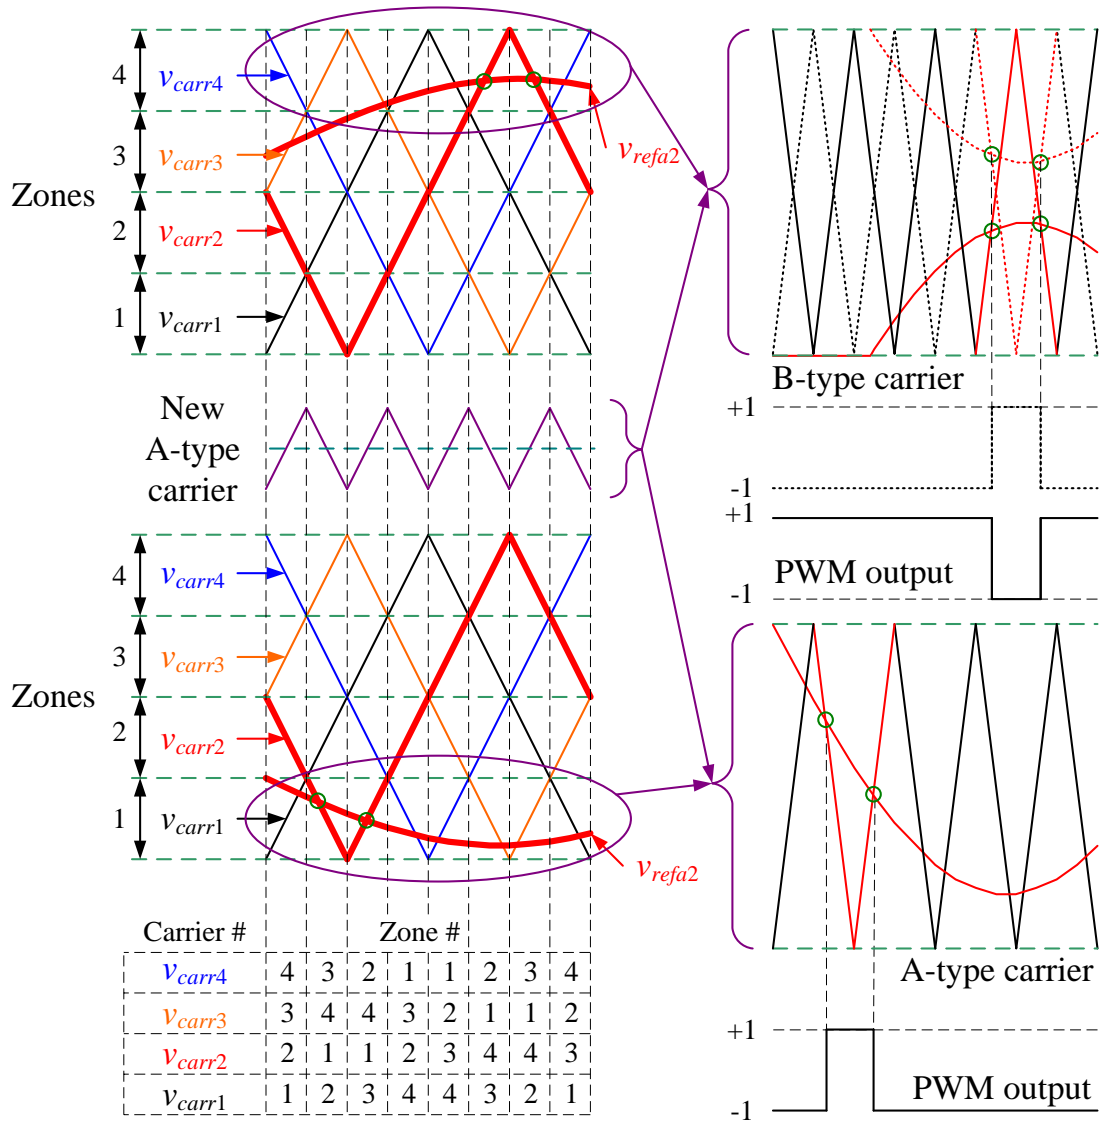 4 v_carr4
3 v_carr3
v_refa2
Zones
2 v_carr2
1 v_carr1
B-type carrier
New
A-type
carrier
+1
-1
+1
PWM output
-1
4 v_carr4
3 v_carr3
Zones
2 v_carr2
1 v_carr1
v_refa2
Carrier # Zone #
A-type carrier
v_carr4 4 3 2 1 1 2 3 4
v_carr3 3 4 4 3 2 1 1 2
v_carr2 2 1 1 2 3 4 4 3
v_carr1 1 2 3 4 4 3 2 1
+1
PWM output
-1